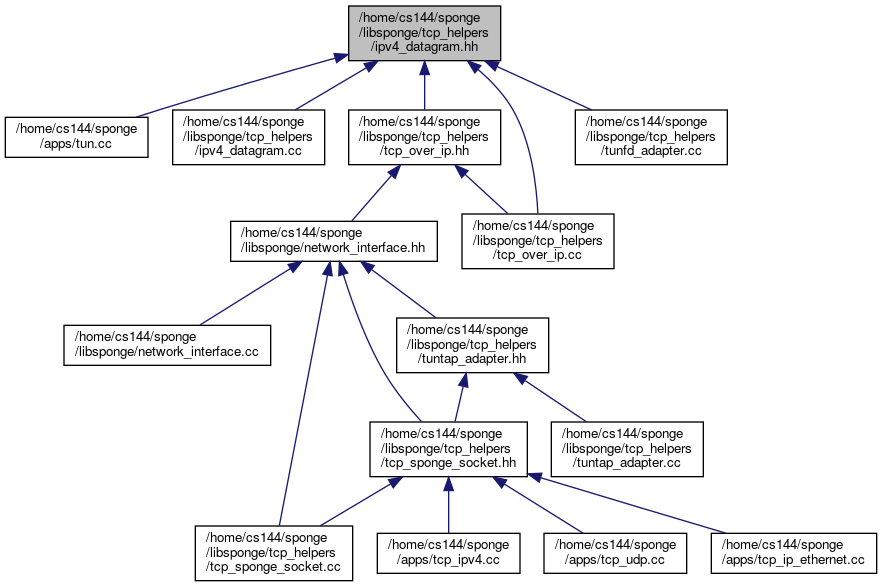 /home/cs144/sponge
/libsponge/tcp_helpers
/ipv4_datagram.hh
/home/cs144/sponge
/apps/tun.cc
/home/cs144/sponge
/libsponge/tcp_helpers
/ipv4_datagram.cc
/home/cs144/sponge
/libsponge/tcp_helpers
/tcp_over_ip.hh
/home/cs144/sponge
/libsponge/tcp_helpers
/tunfd_adapter.cc
/home/cs144/sponge
/libsponge/network_interface.hh
/home/cs144/sponge
/libsponge/tcp_helpers
/tcp_over_ip.cc
/home/cs144/sponge
/libsponge/network_interface.cc
/home/cs144/sponge
/libsponge/tcp_helpers
/tuntap_adapter.hh
/home/cs144/sponge
/libsponge/tcp_helpers
/tcp_sponge_socket.hh
/home/cs144/sponge
/libsponge/tcp_helpers
/tuntap_adapter.cc
/home/cs144/sponge
/libsponge/tcp_helpers
/tcp_sponge_socket.cc
/home/cs144/sponge
/apps/tcp_ipv4.cc
/home/cs144/sponge
/apps/tcp_udp.cc
/home/cs144/sponge
/apps/tcp_ip_ethernet.cc